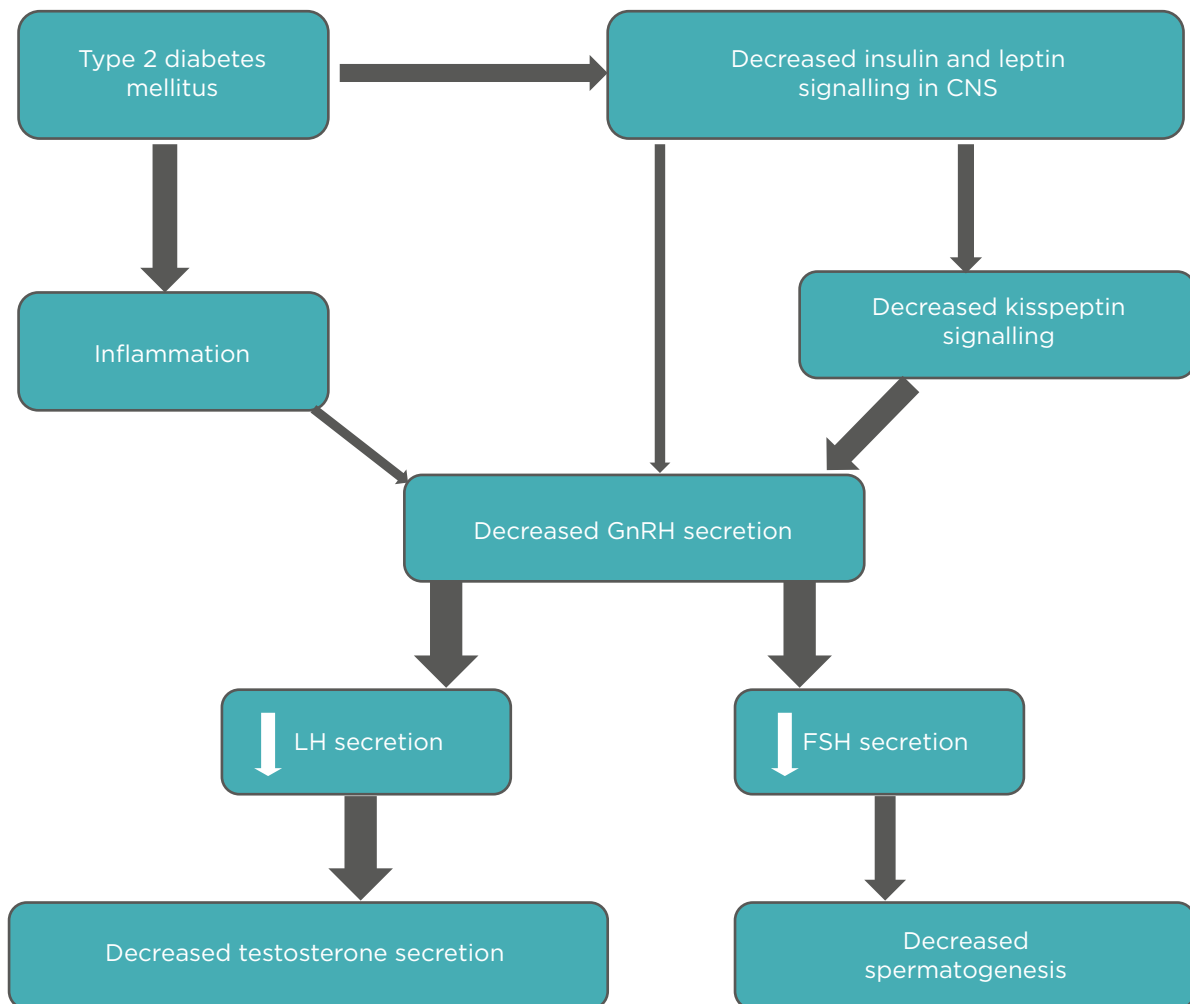 Type 2 diabetes
mellitus
Decreased insulin and leptin
signalling in CNS
Inflammation
Decreased kisspeptin
signalling
Decreased GnRH secretion
LH secretion
FSH secretion
Decreased testosterone secretion
Decreased
spermatogenesis